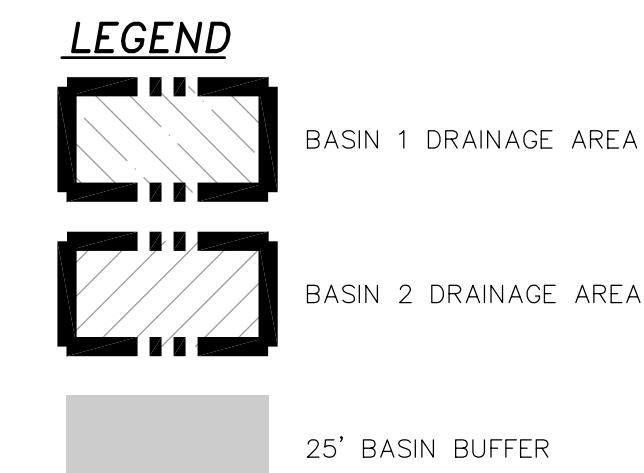 LEGEND
BASIN 1 DRAINAGE AREA
BASIN 2 DRAINAGE AREA
25' BASIN BUFFER